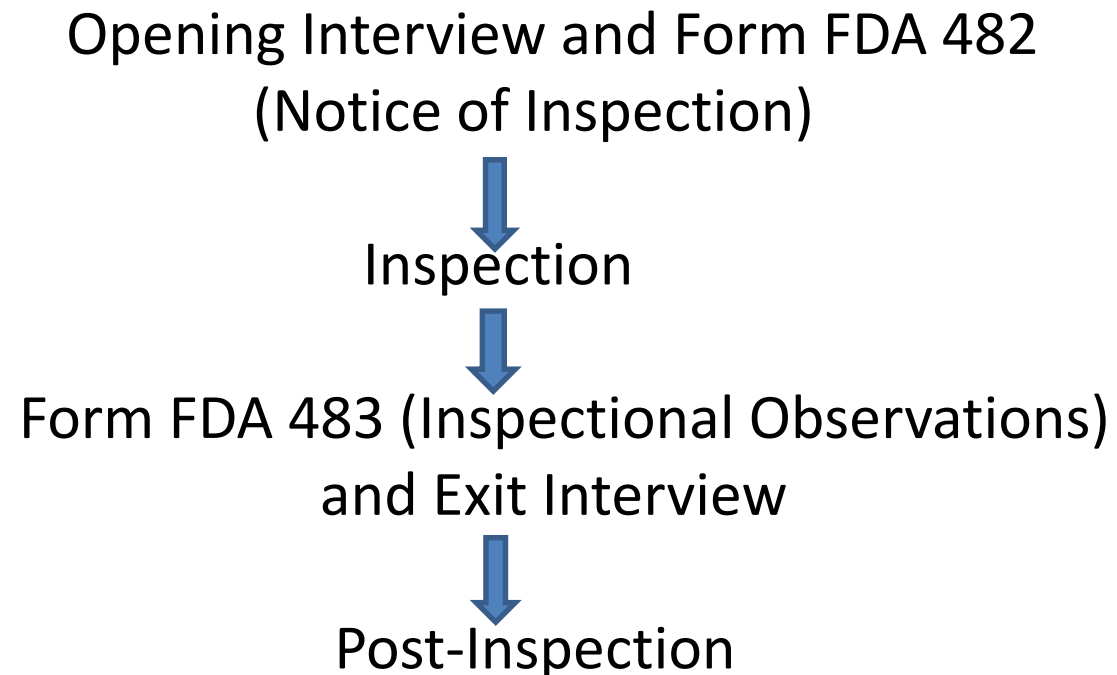 Opening Interview and Form FDA 482
(Notice of Inspection)
Inspection
Form FDA 483 (Inspectional Observations)
and Exit Interview
Post-Inspection